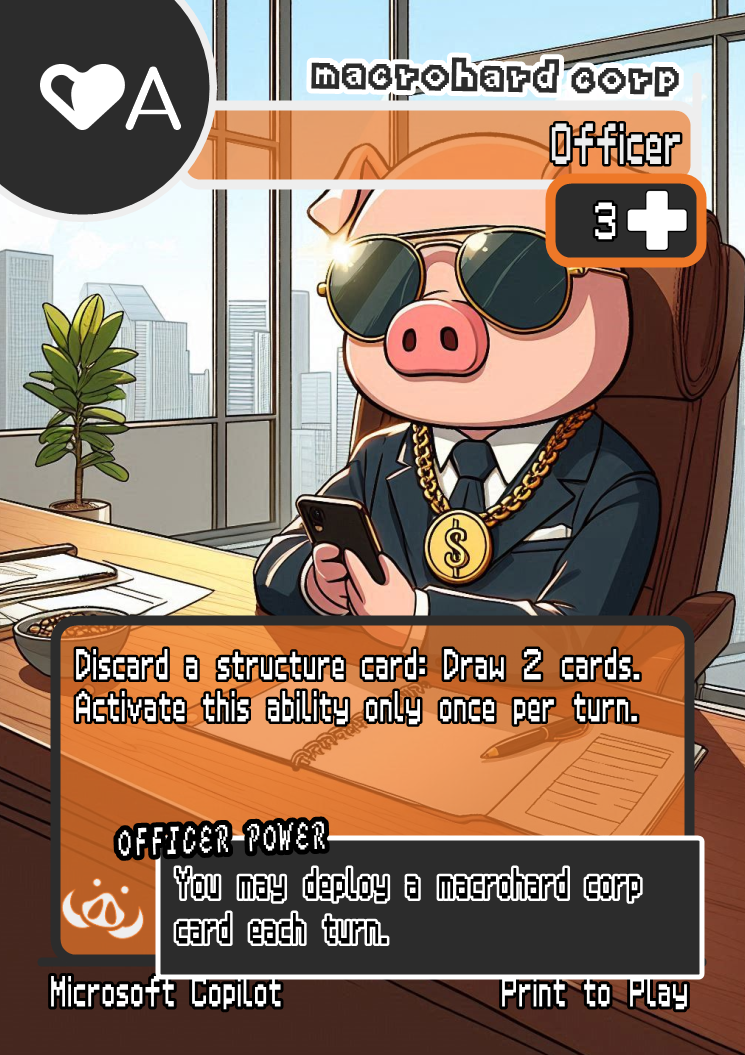 A
macrohard corp
Officer
3
Discard a structure card: Draw 2 cards.
Activate this ability only once per turn.
OFFICER POWER
You may deploy a macrohard corp
card each turn.
Microsoft Copilot
Print to Play